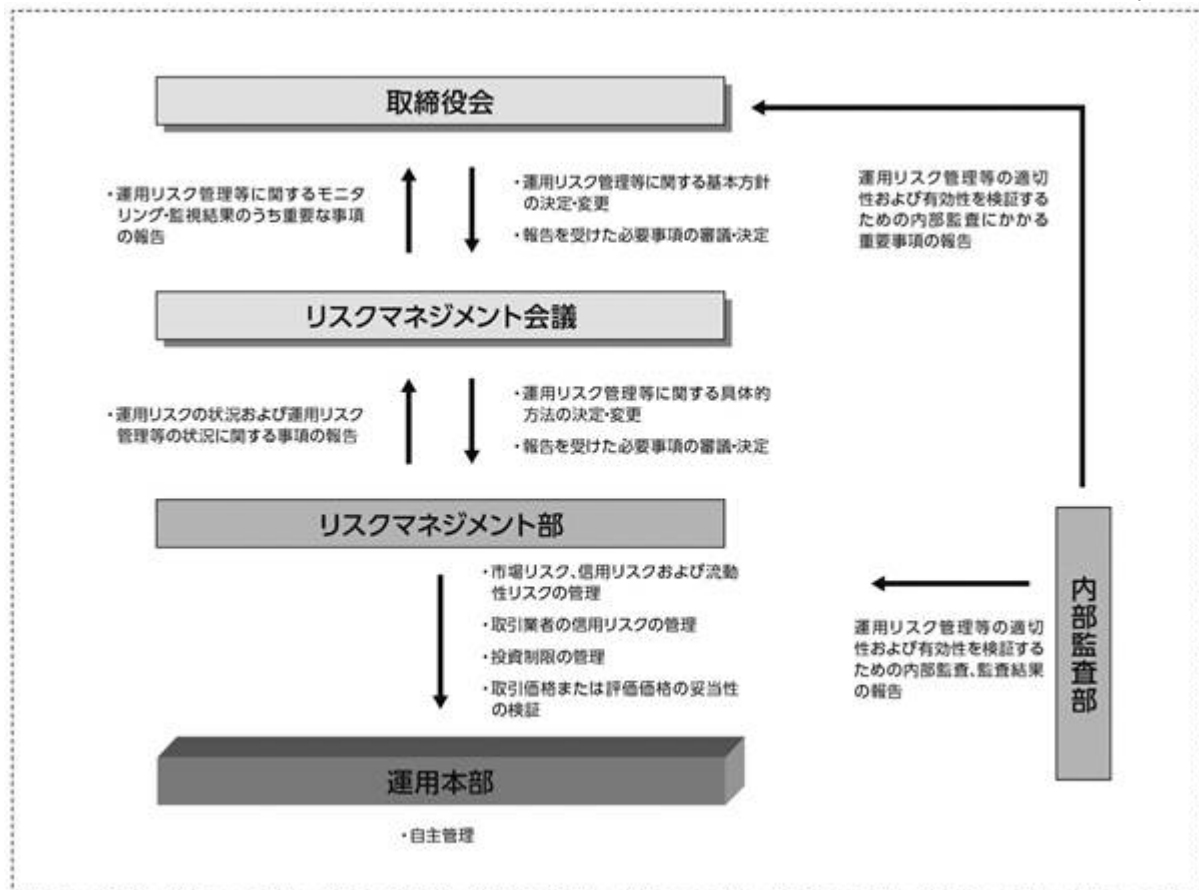 取締役会
・運用リスク管理等に関するモニタ
リング・監視結果のうち重要な事項
の報告
・運用リスク管理等に関する基本方針
の決定・変更
・報告を受けた必要事項の審議・決定
運用リスク管理等の適切
性および有効性を検証する
ための内部監査にかかる
重要事項の報告
リスクマネジメント会議
・運用リスクの状況および運用リスク
管理等の状況に関する事項の報告
・運用リスク管理等に関する具体的
方法の決定・変更
・報告を受けた必要事項の審議・決定
リスクマネジメント部
・市場リスク、信用リスクおよび流動
性リスクの管理
・取引業者の信用リスクの管理
・投資制限の管理
・取引価格または評価価格の妥当性
の検証
運用リスク管理等の適切
性および有効性を検証する
ための内部監査、監査結果
の報告
内部監査部
運用本部
・自主管理